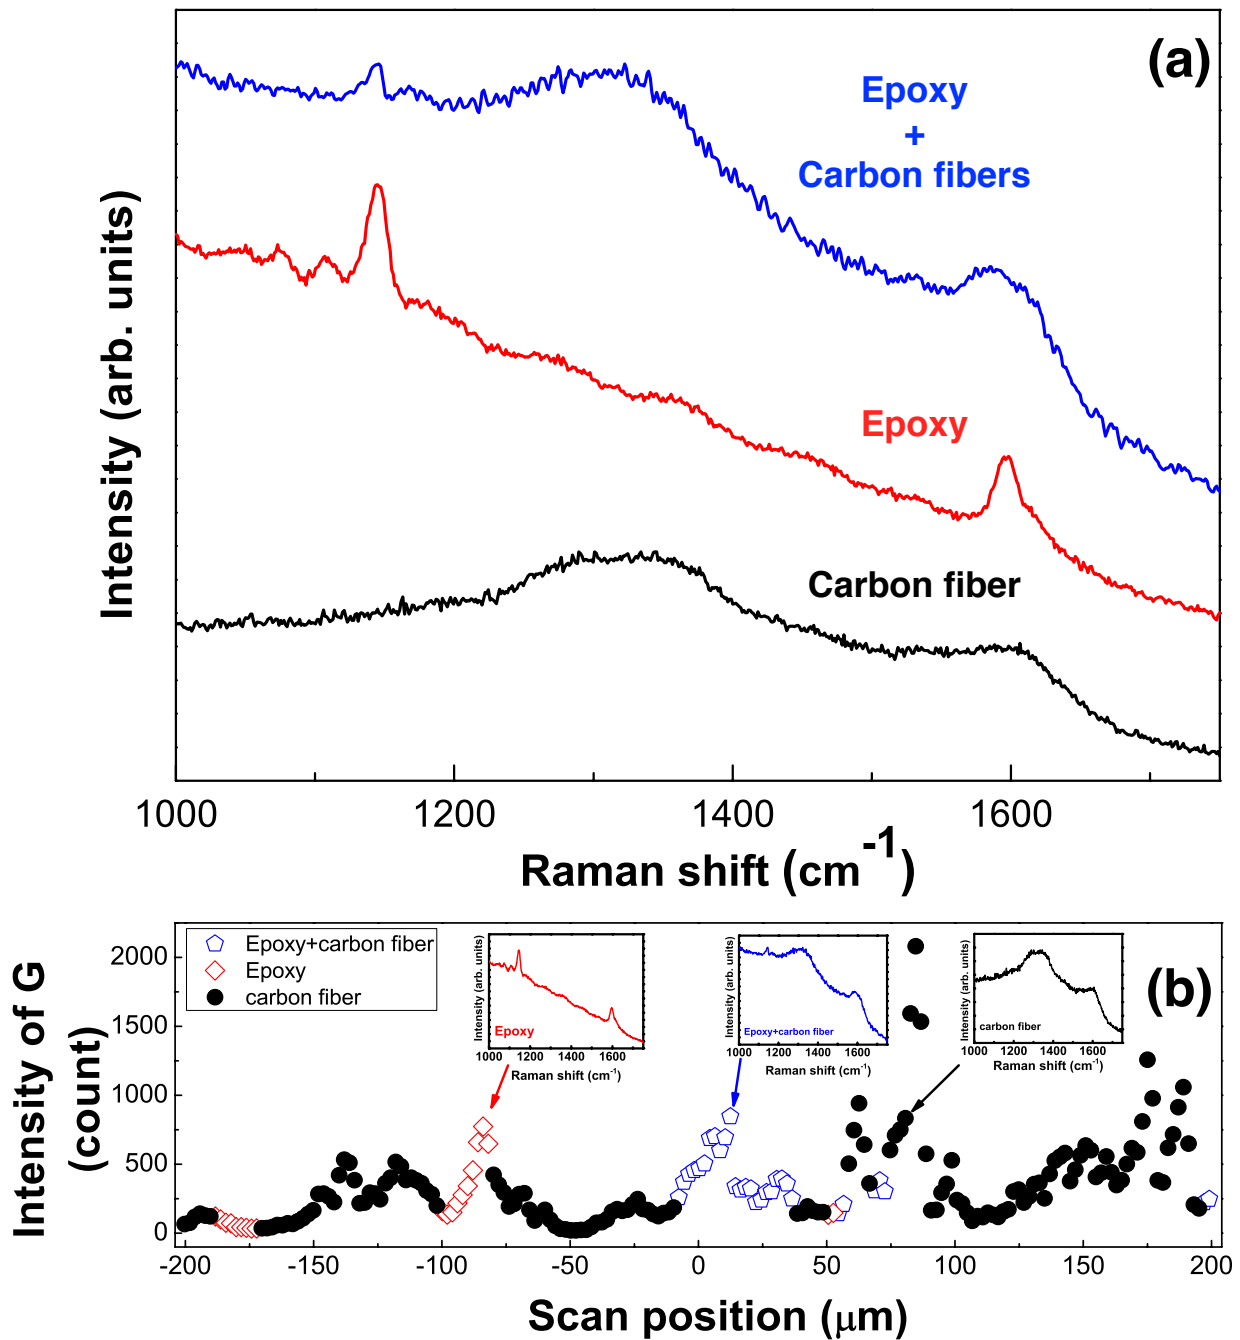 (a)
Epoxy
+
Carbon fibers
Epoxy
Carbon fiber
Intensity (arb. units)
1000 1200 1400 1600
Raman shift (cm-1)
Intensity of G
(count)
2000
1500
1000
500
0
Epoxy+carbon fiber
Epoxy
carbon fiber
Intensity (arb. units)
Epoxy
1000 1200 1400 1600
Raman shift (cm-1)
Intensity (arb. units)
Epoxy+carbon fiber
1000 1200 1400 1600
Raman shift (cm-1)
Intensity (arb. units)
carbon fiber
1000 1200 1400 1600
Raman shift (cm-1)
(b)
-200 -150 -100 -50 0 50 100 150 200
Scan position (μm)